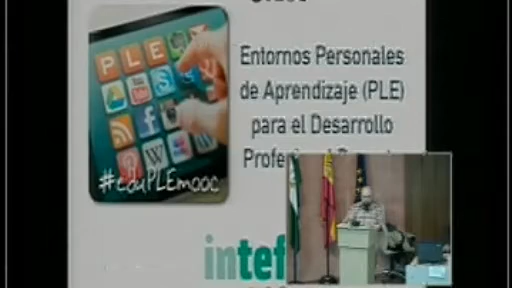 PLE
Entornos Personales
de Aprendizaje (PLE)
para el Desarrollo
#eduPLEmooc
intef